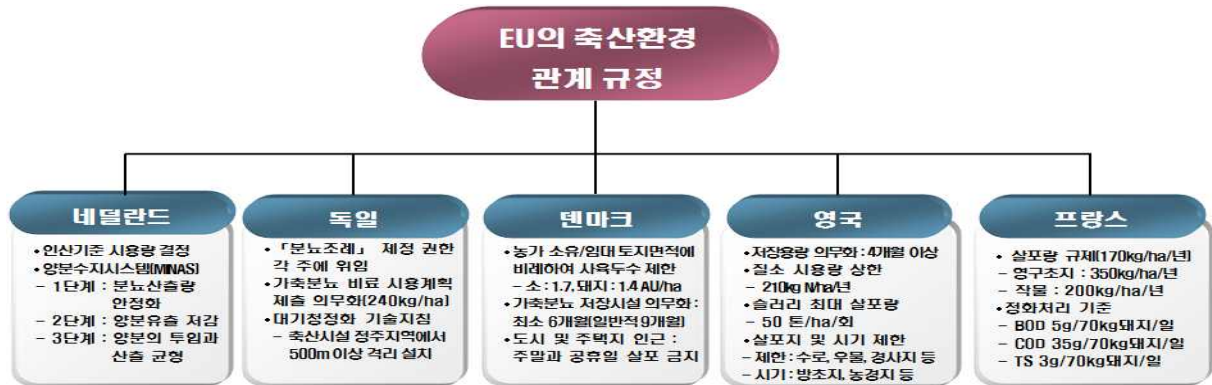 EU의 축산환경
관계 규정
네덜란드
•인산기준 시용량 결정
•양분수지시스템(MINAS)
- 1단계 : 분뇨산출량
안정화
- 2단계 : 양분유출 저감
- 3단계 : 양분의 투입과
산출 균형
독일
•「분뇨조례」 제정 권한
각 주에 위임
•가축분뇨 비료 시용계획
제출 의무화(240kg/ha)
•대기청정화 기술지침
- 축산시설 정주지역에서
500m 이상 격리 설치
덴마크
•농가 소유/임대 토지면적에
비례하여 사육두수 제한
- 소 : 1.7, 돼지 : 1.4 AU/ha
•가축분뇨 저장시설 의무화 :
최소 6개월(일반적 9개월)
•도시 및 주택지 인근 :
주말과 공휴일 살포 금지
영국
•저장용량 의무화 : 4개월 이상
•질소 시용량 상한
- 210kg N/ha/년
•슬러리 최대 살포량
- 50 톤/ha/회
•살포지 및 시기 제한
- 제한 : 수로, 우물, 경사지 등
- 시기 : 방초지, 농경지 등
프랑스
• 살포량 규제(170kg/ha/년)
- 영구초지 : 350kg/ha/년
- 작물 : 200kg/ha/년
•정화처리 기준
- BOD 5g/70kg돼지/일
- COD 35g/70kg돼지/일
- TS 3g/70kg돼지/일